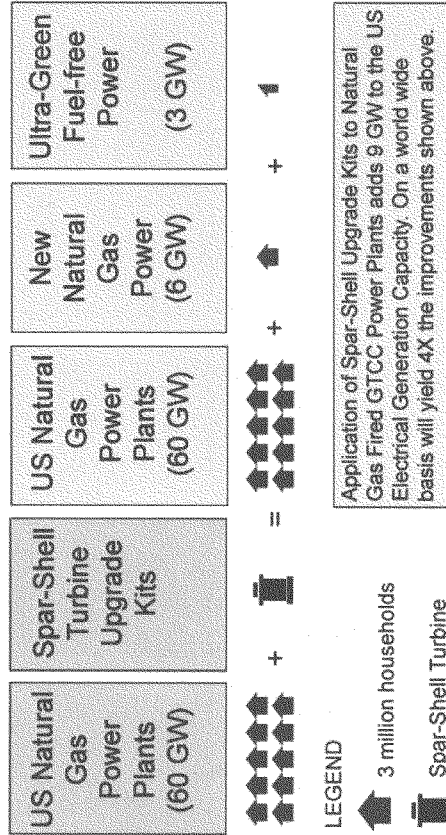 US Natural
Gas
Power
Plants
(60 GW)
Spar-Shell
Turbine
Upgrade
Kits
US Natural
Gas
Power
Plants
(60 GW)
New
Natural
Gas
Power
(6 GW)
Ultra-Green
Fuel-free
Power
(3 GW)
+
=
+
+
LEGEND
3 million households
Spar-Shell Turbine
Application of Spar-Shell Upgrade Kits to Natural
Gas Fired GTCC Power Plants adds 9 GW to the US
Electrical Generation Capacity. On a world wide
basis will yield 4X the improvements shown above.